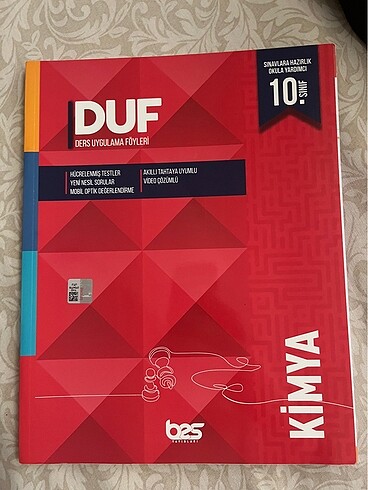 SINAVLARA HAZIRLIK
OKULA YARDIMCI
10.
SINIF
DUF
DERS UYGULAMA FÖYLERİ
HÜCRELENMİŞ TESTLER
YENİ NESİL SORULAR
MOBİL OPTİK DEĞERLENDİRME
AKILLI TAHTAYA UYUMLU
VİDEO ÇÖZÜMLÜ
KİMYA
bes
YAYINLARI